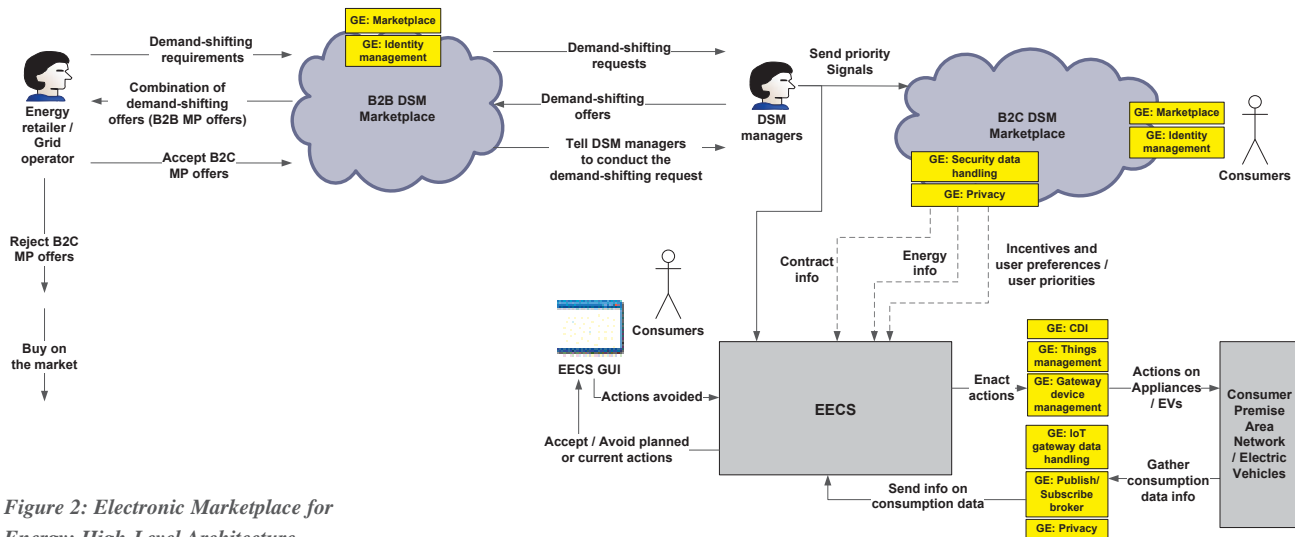 GE: Marketplace
GE: Identity
management
B2B DSM
Marketplace
Demand-shifting
requirements
Combination of
demand-shifting
offers (B2B MP offers)
Accept B2C
MP offers
Energy
retailer /
Grid
operator
Reject B2C
MP offers
Buy on
the market
Demand-shifting
requests
Demand-shifting
offers
Tell DSM managers
to conduct the
demand-shifting request
DSM
managers
Send priority
Signals
B2C DSM
Marketplace
GE: Marketplace
GE: Identity
management
GE: Security data
handling
GE: Privacy
Consumers
Contract
info
Energy
info
Incentives and
user preferences /
user priorities
Consumers
EECS GUI
Actions avoided
Accept / Avoid planned
or current actions
EECS
Enact
actions
GE: CDI
GE: Things
management
GE: Gateway
device
management
Actions on
Appliances
/ EVs
Consumer
Premise
Area
Network
/ Electric
Vehicles
GE: IoT
gateway data
handling
GE: Publish/
Subscribe
broker
GE: Privacy
Gather
consumption
data info
Send info on
consumption data
Figure 2: Electronic Marketplace for
Energy: High-Level Architecture